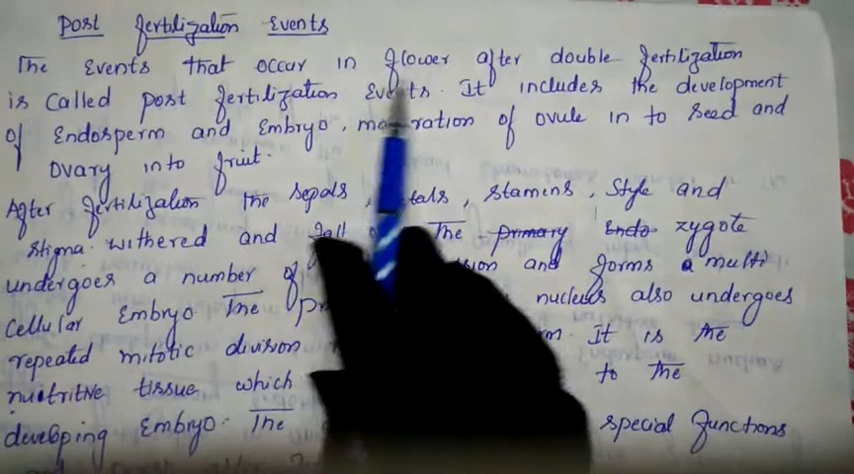 Post fertilization Events
The Events that occur in flower after double fertilization
is called post fertilization Events. It includes the development
of Endosperm and Embryo, maturation of ovule in to seed and
ovary into fruit.
After fertilization the sepals, petals, stamens, style and
stigma withered and fall The primary Endo zygote
undergoes a number of and forms a multi
cellular Embryo The nucleus also undergoes
repeated mitotic division It is the
nutritive tissue which to the
developing Embryo. The special functions